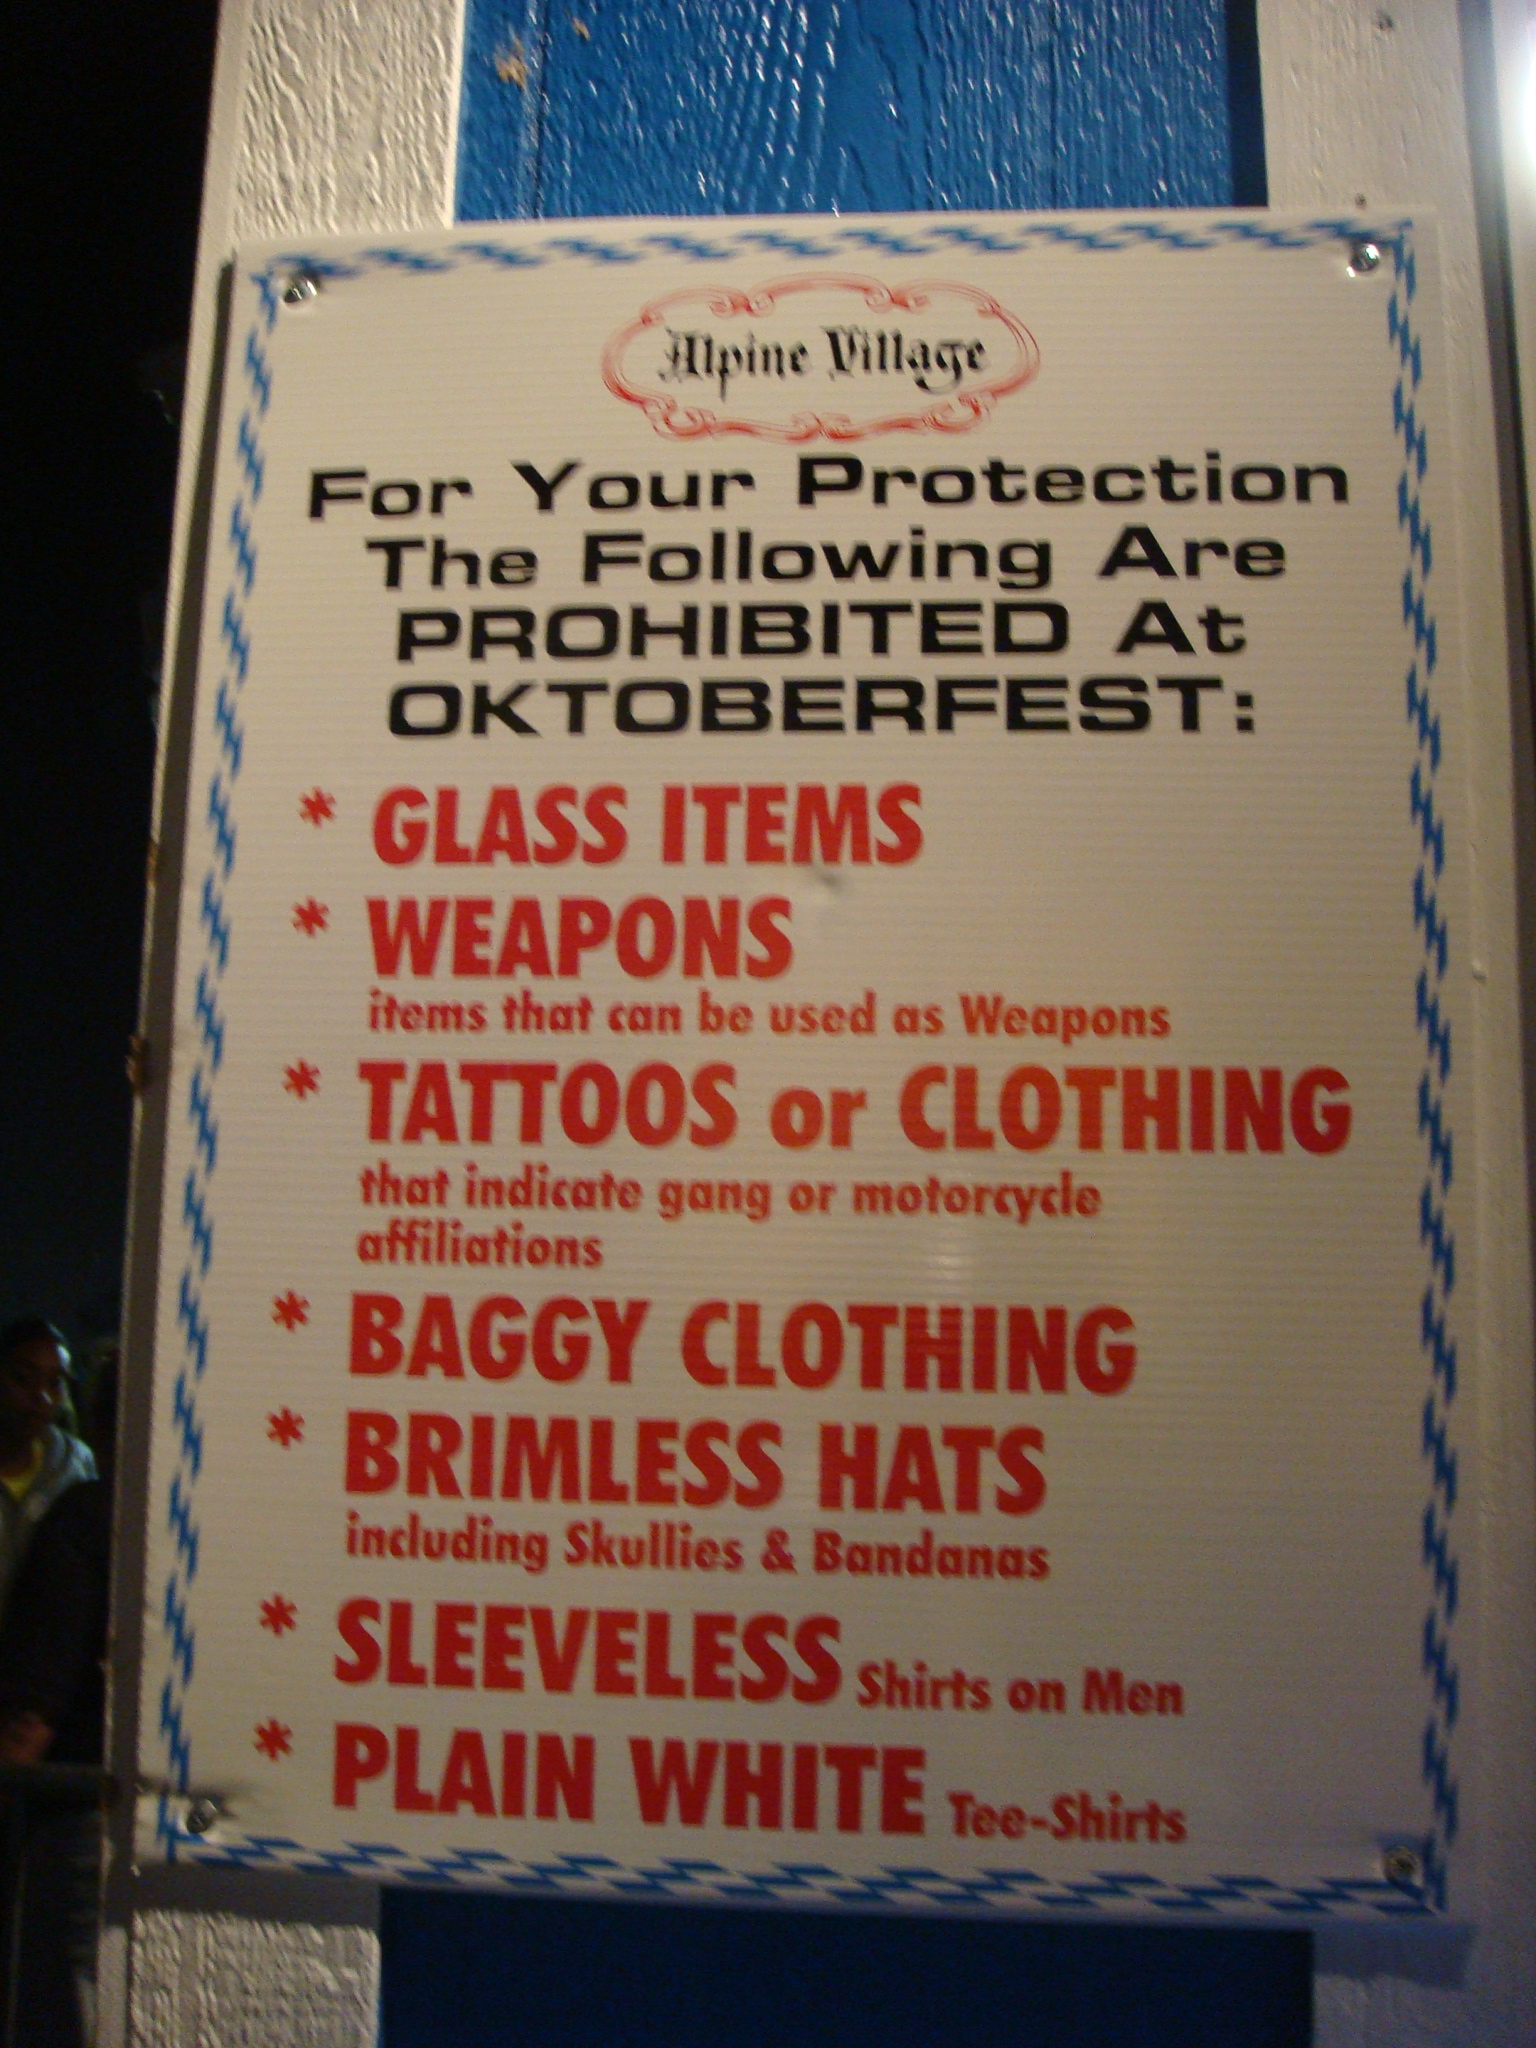 Alpine Village
For Your Protection
The Following Are
PROHIBITED At
OKTOBERFEST:
* GLASS ITEMS
* WEAPONS
items that can be used as Weapons
* TATTOOS or CLOTHING
that indicate gang or motorcycle
affiliations
* BAGGY CLOTHING
* BRIMLESS HATS
including Skullies & Bandanas
* SLEEVELESS Shirts on Men
* PLAIN WHITE Tee-Shirts